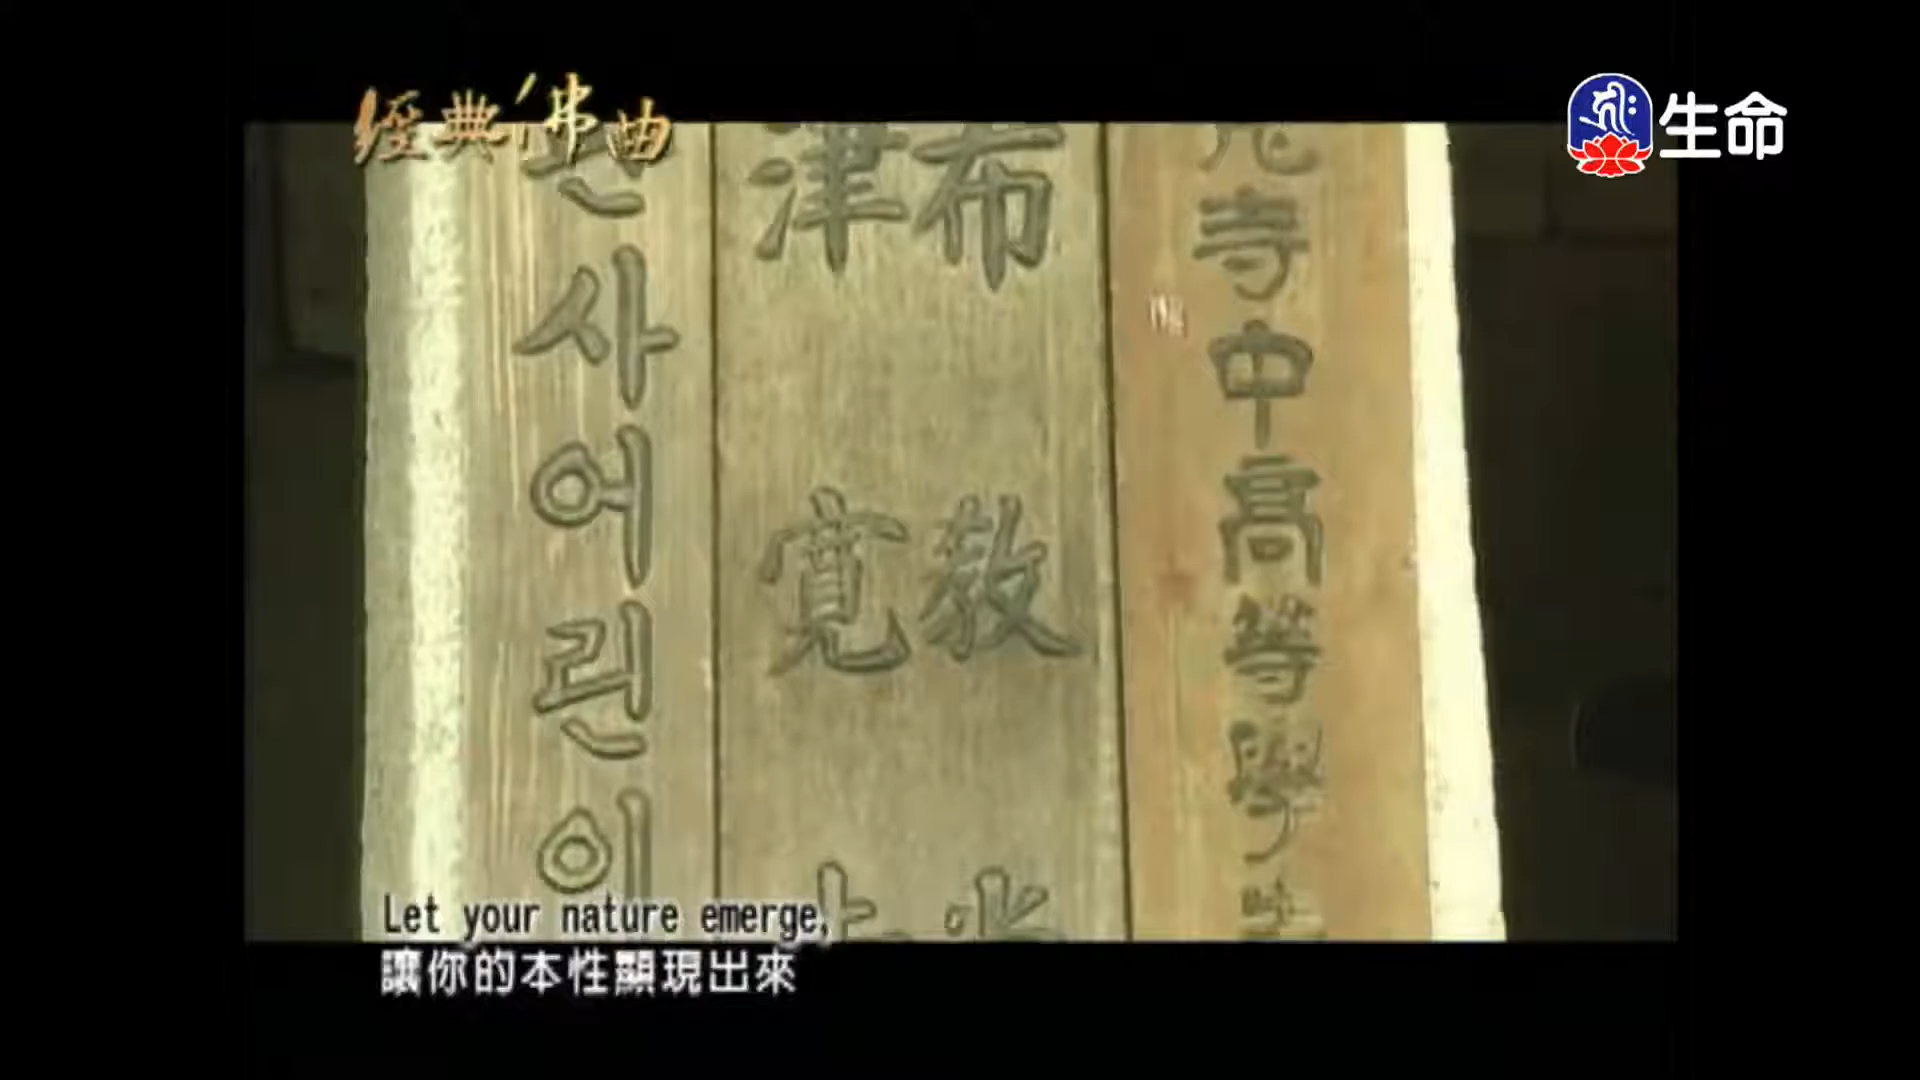 經典佛曲
生命
사어린이
布教
津寬
寺中高等學
Let your nature emerge,
讓你的本性顯現出來